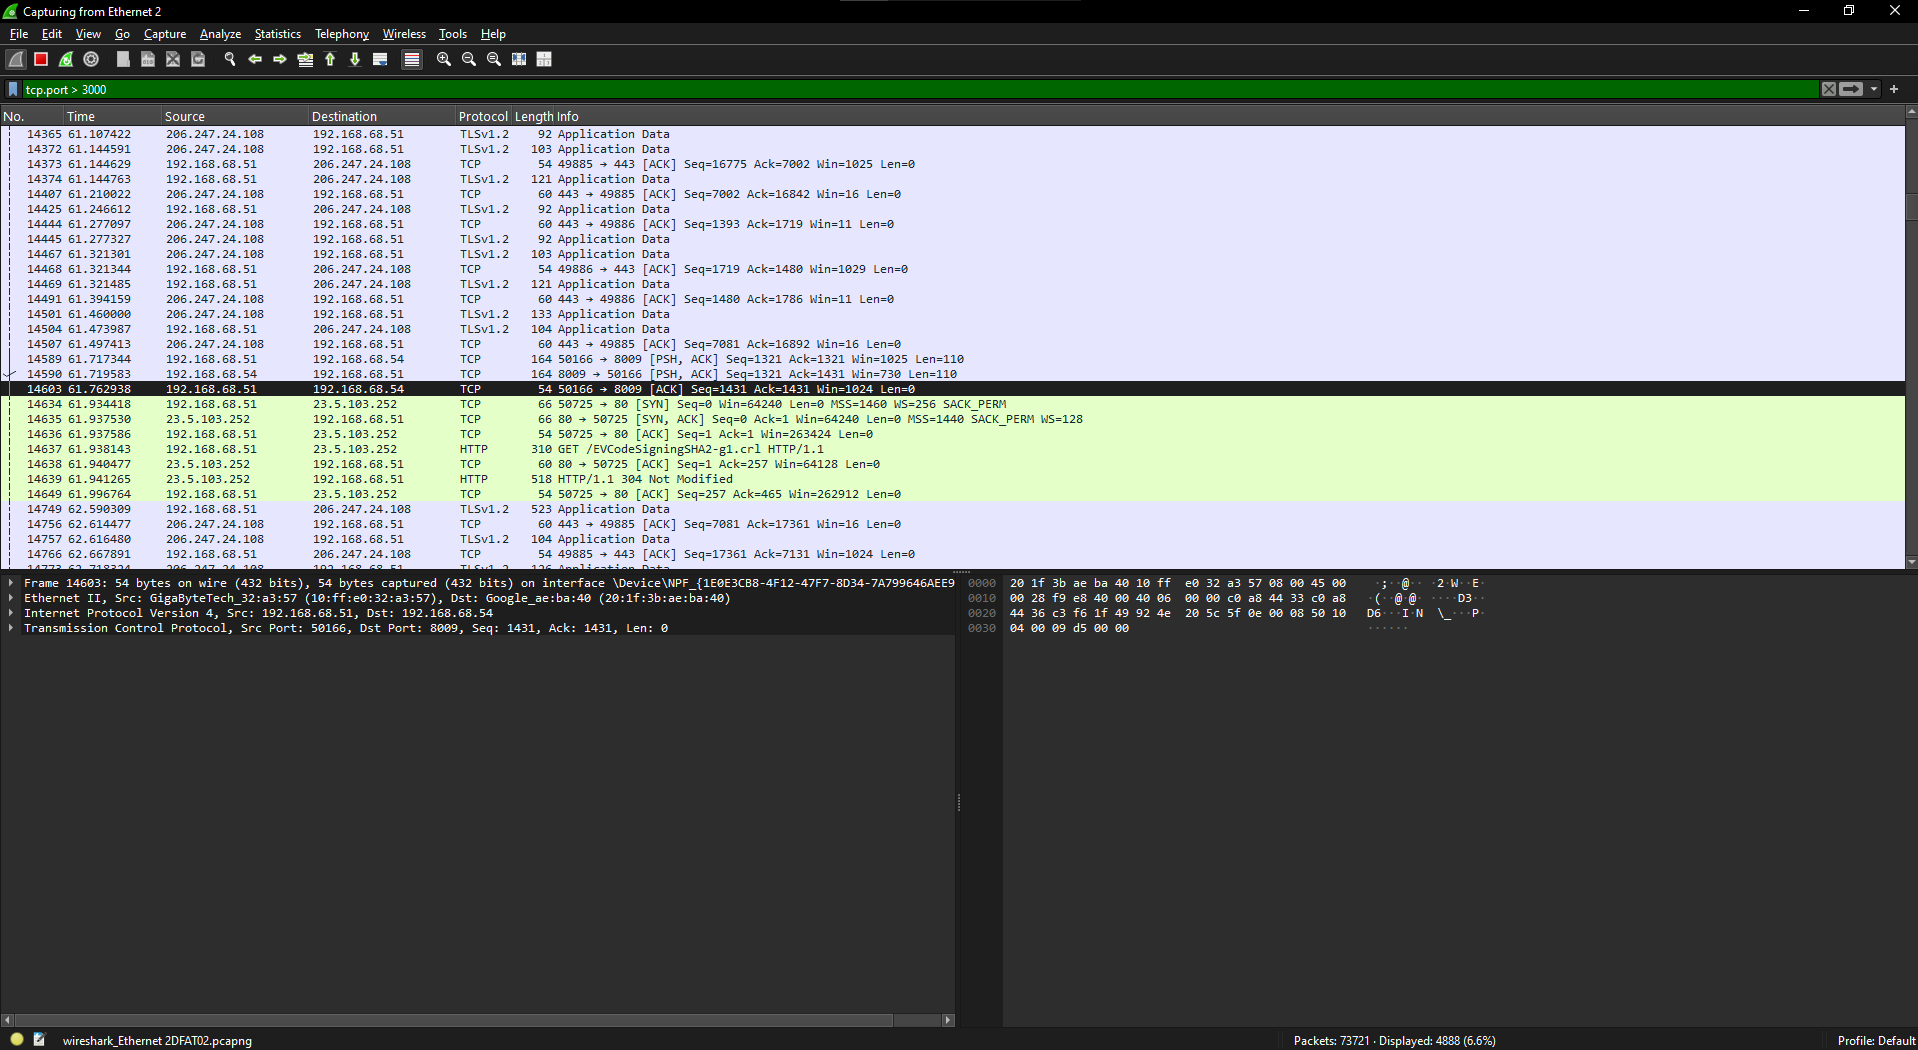 Capturing from Ethernet 2
File Edit View Go Capture Analyze Statistics Telephony Wireless Tools Help
tcp.port > 3000
No. Time Source Destination Protocol Length Info
14365 61.107422 206.247.24.108 192.168.68.51 TLSv1.2 92 Application Data
14372 61.144591 206.247.24.108 192.168.68.51 TLSv1.2 103 Application Data
14373 61.144629 192.168.68.51 206.247.24.108 TCP 54 49885 → 443 [ACK] Seq=16775 Ack=7002 Win=1025 Len=0
14374 61.144763 192.168.68.51 206.247.24.108 TLSv1.2 121 Application Data
14407 61.210022 206.247.24.108 192.168.68.51 TCP 60 443 → 49885 [ACK] Seq=7002 Ack=16842 Win=16 Len=0
14425 61.246612 192.168.68.51 206.247.24.108 TLSv1.2 92 Application Data
14444 61.277097 206.247.24.108 192.168.68.51 TCP 60 443 → 49886 [ACK] Seq=1393 Ack=1719 Win=11 Len=0
14445 61.277327 206.247.24.108 192.168.68.51 TLSv1.2 92 Application Data
14467 61.321301 206.247.24.108 192.168.68.51 TLSv1.2 103 Application Data
14468 61.321344 192.168.68.51 206.247.24.108 TCP 54 49886 → 443 [ACK] Seq=1719 Ack=1480 Win=1029 Len=0
14469 61.321485 192.168.68.51 206.247.24.108 TLSv1.2 121 Application Data
14491 61.394159 206.247.24.108 192.168.68.51 TCP 60 443 → 49886 [ACK] Seq=1480 Ack=1786 Win=11 Len=0
14501 61.460000 206.247.24.108 192.168.68.51 TLSv1.2 133 Application Data
14504 61.473987 192.168.68.51 206.247.24.108 TLSv1.2 104 Application Data
14507 61.497413 206.247.24.108 192.168.68.51 TCP 60 443 → 49885 [ACK] Seq=7081 Ack=16892 Win=16 Len=0
14589 61.717344 192.168.68.51 192.168.68.54 TCP 164 50166 → 8009 [PSH, ACK] Seq=1321 Ack=1321 Win=1025 Len=110
14590 61.719583 192.168.68.54 192.168.68.51 TCP 164 8009 → 50166 [PSH, ACK] Seq=1321 Ack=1431 Win=730 Len=110
14603 61.762938 192.168.68.51 192.168.68.54 TCP 54 50166 → 8009 [ACK] Seq=1431 Ack=1431 Win=1024 Len=0
14634 61.934418 192.168.68.51 23.5.103.252 TCP 66 50725 → 80 [SYN] Seq=0 Win=64240 Len=0 MSS=1460 WS=256 SACK_PERM
14635 61.937530 23.5.103.252 192.168.68.51 TCP 66 80 → 50725 [SYN, ACK] Seq=0 Ack=1 Win=64240 Len=0 MSS=1440 SACK_PERM WS=128
14636 61.937586 192.168.68.51 23.5.103.252 TCP 54 50725 → 80 [ACK] Seq=1 Ack=1 Win=263424 Len=0
14637 61.938143 192.168.68.51 23.5.103.252 HTTP 310 GET /EVCodeSigningSHA2-g1.crl HTTP/1.1
14638 61.940477 23.5.103.252 192.168.68.51 TCP 60 80 → 50725 [ACK] Seq=1 Ack=257 Win=64128 Len=0
14639 61.941265 23.5.103.252 192.168.68.51 HTTP 518 HTTP/1.1 304 Not Modified
14649 61.996764 192.168.68.51 23.5.103.252 TCP 54 50725 → 80 [ACK] Seq=257 Ack=465 Win=262912 Len=0
14749 62.590309 192.168.68.51 206.247.24.108 TLSv1.2 523 Application Data
14756 62.614477 206.247.24.108 192.168.68.51 TCP 60 443 → 49885 [ACK] Seq=7081 Ack=17361 Win=16 Len=0
14757 62.616480 206.247.24.108 192.168.68.51 TLSv1.2 104 Application Data
14766 62.667891 192.168.68.51 206.247.24.108 TCP 54 49885 → 443 [ACK] Seq=17361 Ack=7131 Win=1024 Len=0
Frame 14603: 54 bytes on wire (432 bits), 54 bytes captured (432 bits) on interface \Device\NPF_{1E0E3CB8-4F12-47F7-8D34-7A799646AEE9
Ethernet II, Src: GigaByteTech_32:a3:57 (10:ff:e0:32:a3:57), Dst: Google_ae:ba:40 (20:1f:3b:ae:ba:40)
Internet Protocol Version 4, Src: 192.168.68.51, Dst: 192.168.68.54
Transmission Control Protocol, Src Port: 50166, Dst Port: 8009, Seq: 1431, Ack: 1431, Len: 0
0000 20 1f 3b ae ba 40 10 ff e0 32 a3 57 08 00 45 00 ·;··@·· ·2·W··E·
0010 00 28 f9 e8 40 00 40 06 00 00 c0 a8 44 33 c0 a8 ·(··@·@· ····D3··
0020 44 36 c3 f6 1f 49 92 4e 20 5c 5f 0e 00 08 50 10 D6···I·N \_···P·
0030 04 00 09 d5 00 00 ······
wireshark_Ethernet 2DFAT02.pcapng
Packets: 73721 · Displayed: 4888 (6.6%)
Profile: Default